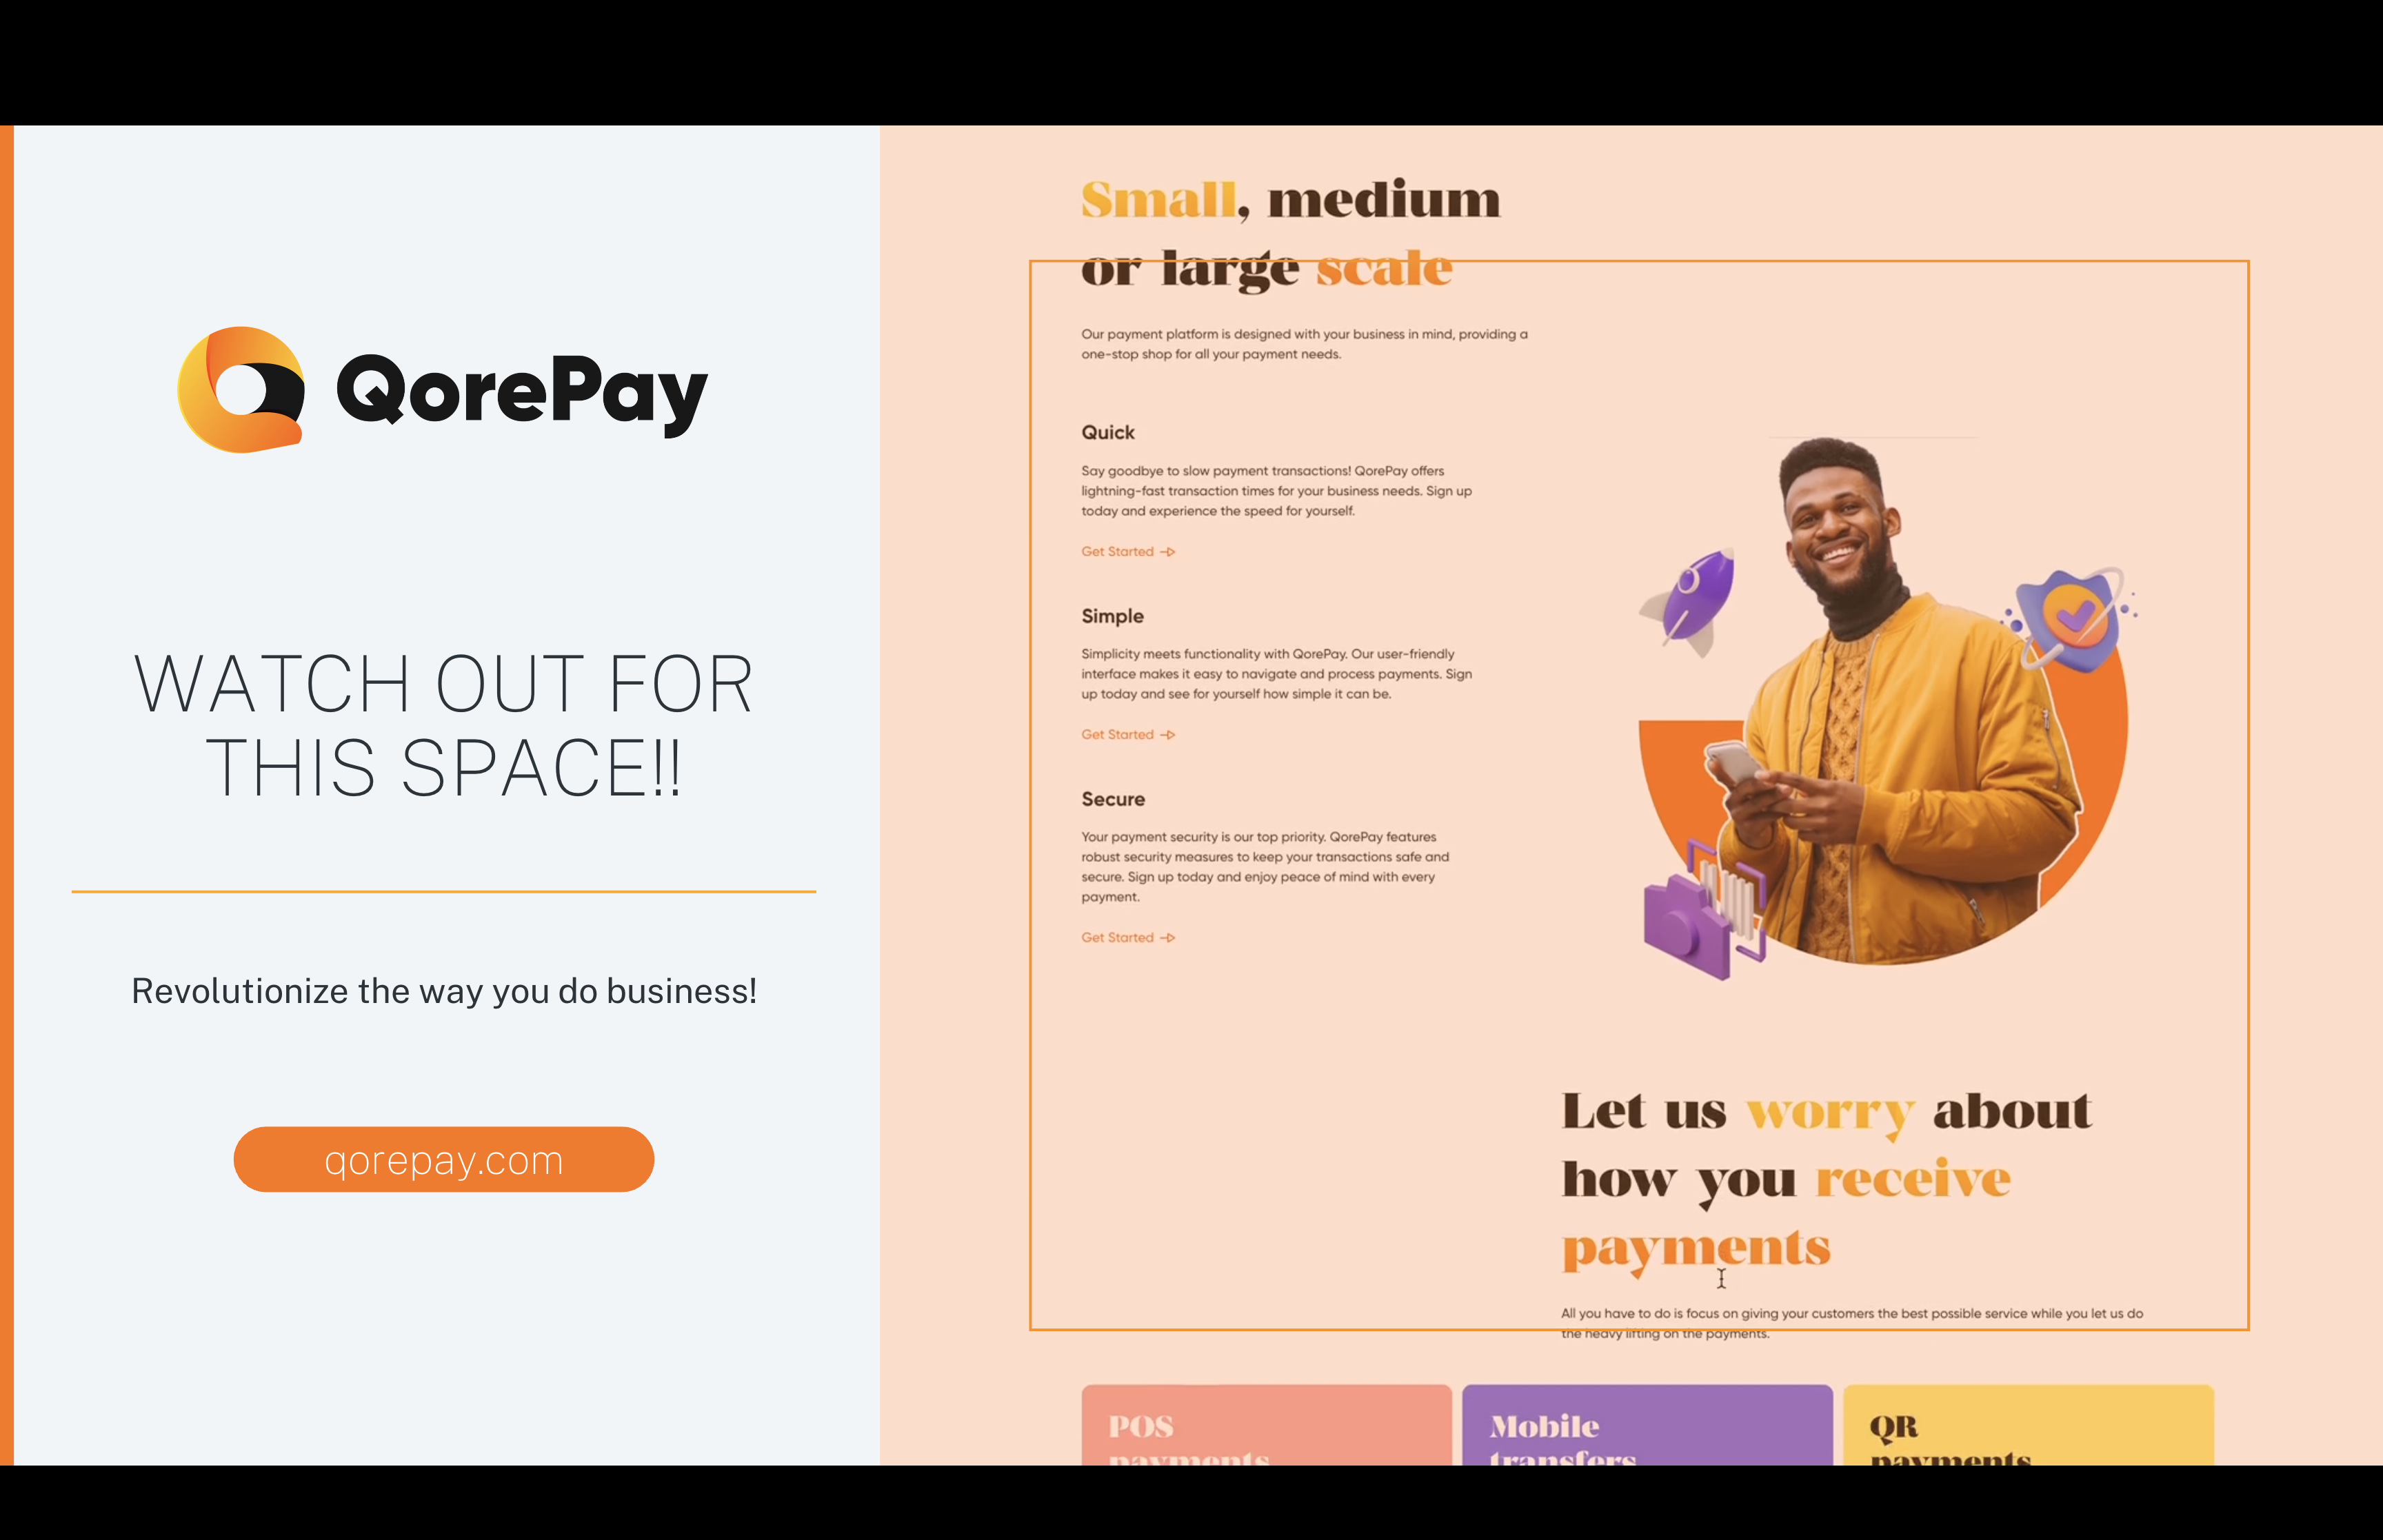 QorePay
WATCH OUT FOR
THIS SPACE!!
Revolutionize the way you do business!
qorepay.com
Small, medium
or large scale
Our payment platform is designed with your business in mind, providing a
one-stop shop for all your payment needs.
Quick
Say goodbye to slow payment transactions! QorePay offers
lightning-fast transaction times for your business needs. Sign up
today and experience the speed for yourself.
Get Started
Simple
Simplicity meets functionality with QorePay. Our user-friendly
interface makes it easy to navigate and process payments. Sign
up today and see for yourself how simple it can be.
Get Started
Secure
Your payment security is our top priority. QorePay features
robust security measures to keep your transactions safe and
secure. Sign up today and enjoy peace of mind with every
payment.
Get Started
Let us worry about
how you receive
payments
All you have to do is focus on giving your customers the best possible service while you let us do
the heavy lifting on the payments.
POS
payments
Mobile
transfers
QR
payments